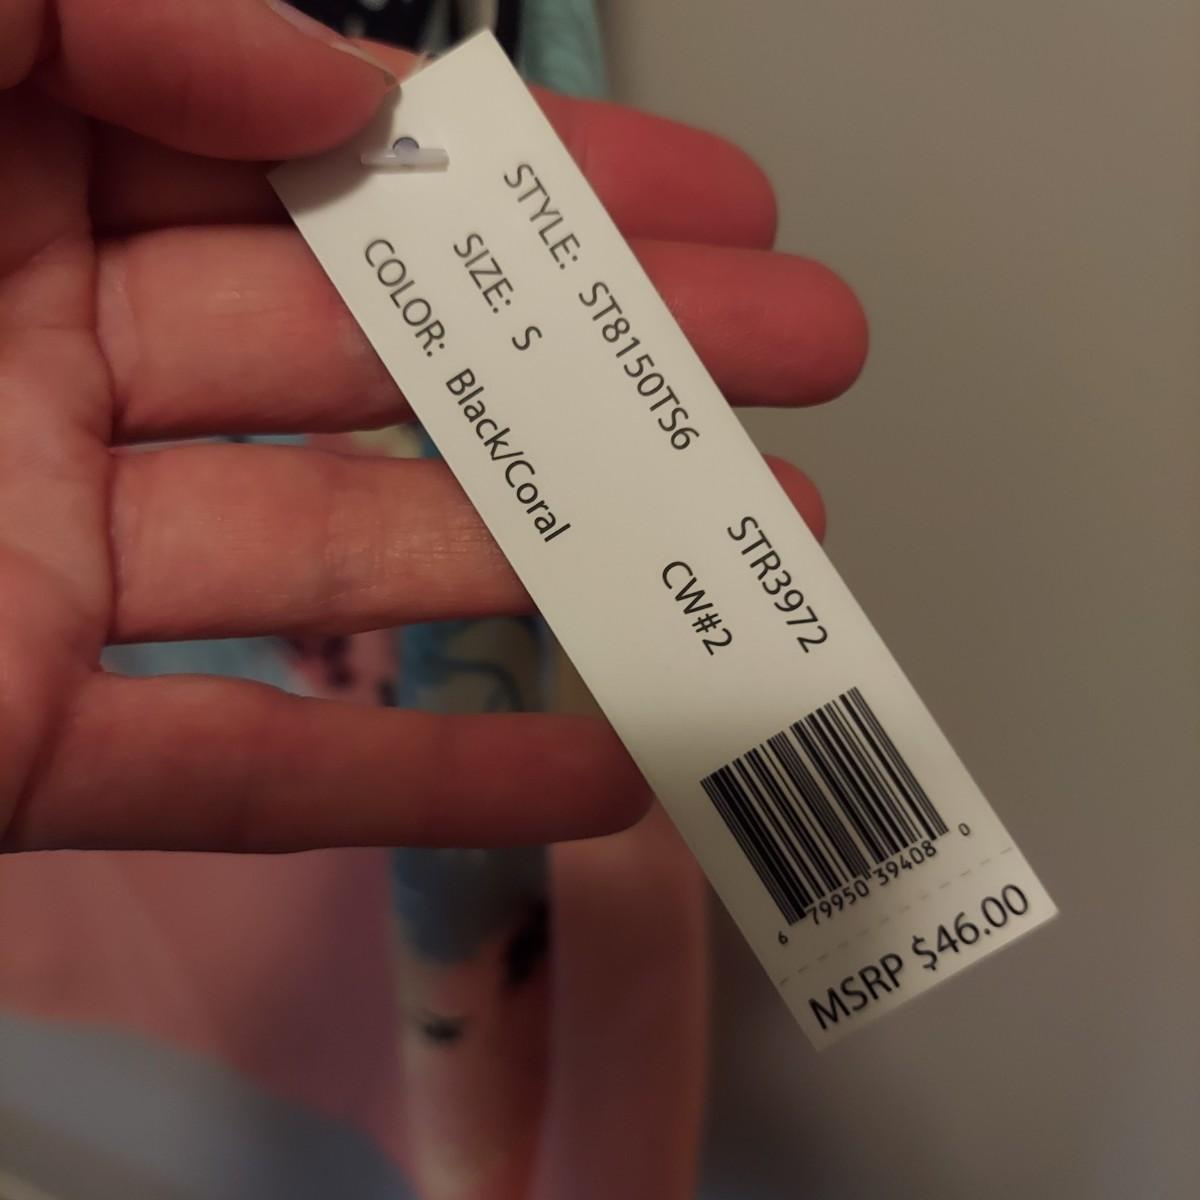 STYLE: ST8150TS6 STR3972
SIZE: S CW#2
COLOR: Black/Coral
6 79950 39408 0
MSRP $46.00